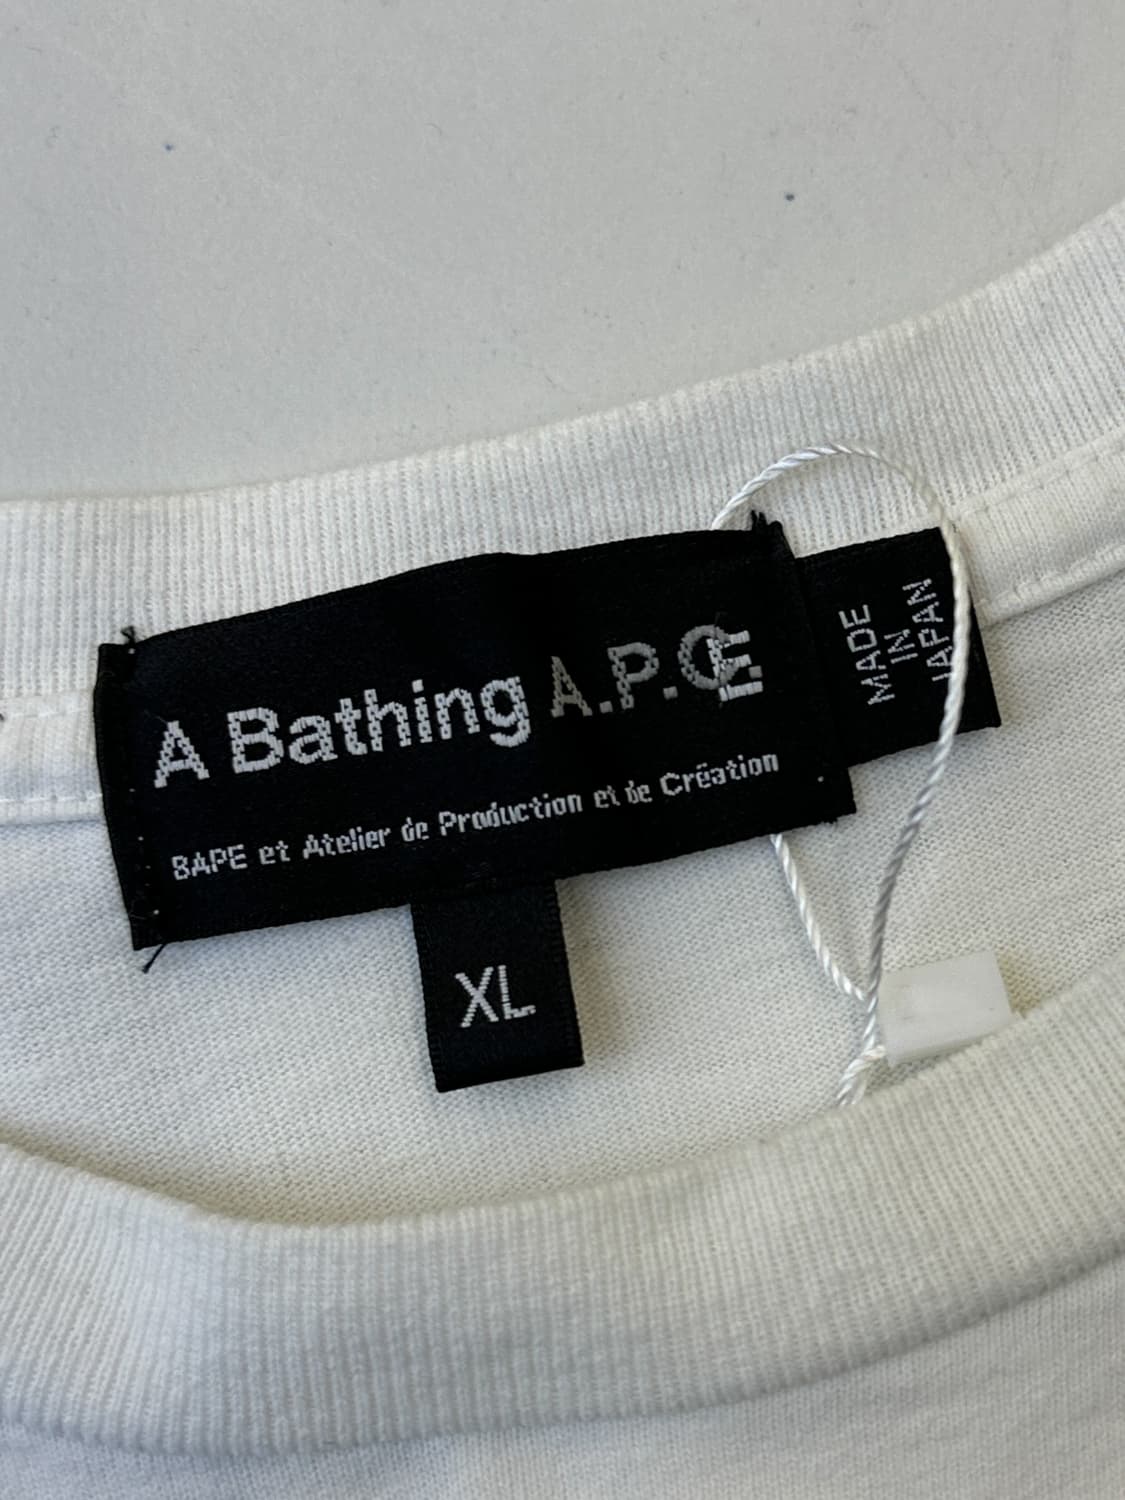 A Bathing A.P.C.E.
BAPE et Atelier de Production et de Création
XL
MADE
IN
JAPAN